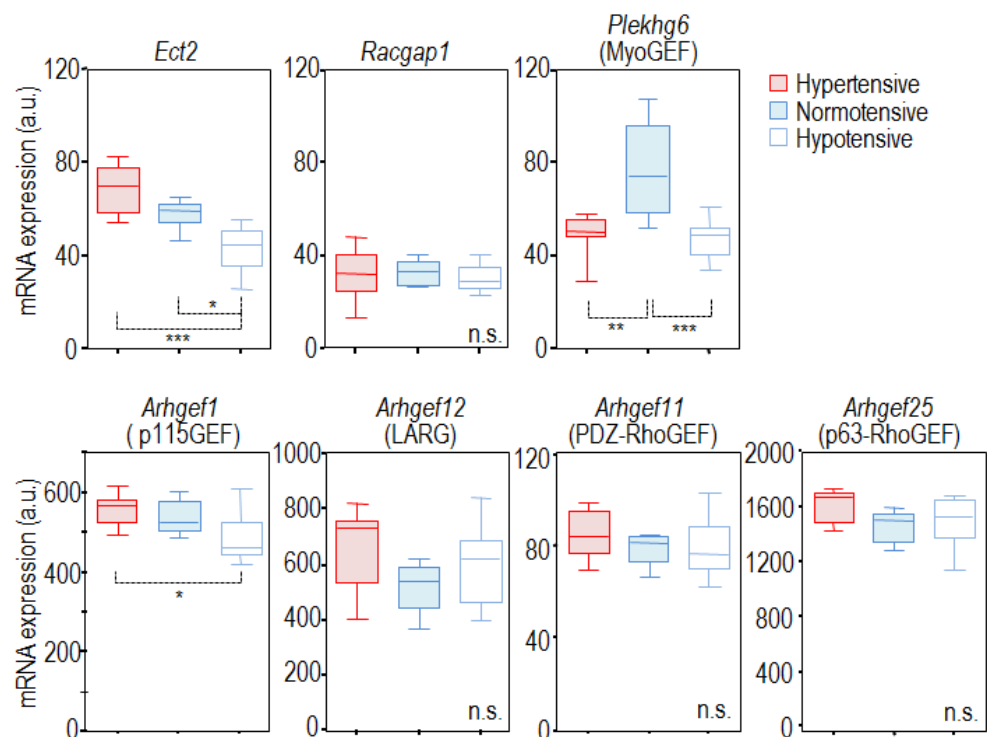 Ect2
Racgap1
Plekhg6
(MyoGEF)
mRNA expression (a.u.)
120
80
40
0
*
***
120
80
40
0
n.s.
120
80
40
0
**
***
Hypertensive
Normotensive
Hypotensive
Arhgef1
( p115GEF)
Arhgef12
(LARG)
Arhgef11
(PDZ-RhoGEF)
Arhgef25
(p63-RhoGEF)
mRNA expression (a.u.)
600
400
200
0
*
1000
800
600
400
200
0
n.s.
120
80
40
0
n.s.
2000
1600
1200
800
400
0
n.s.